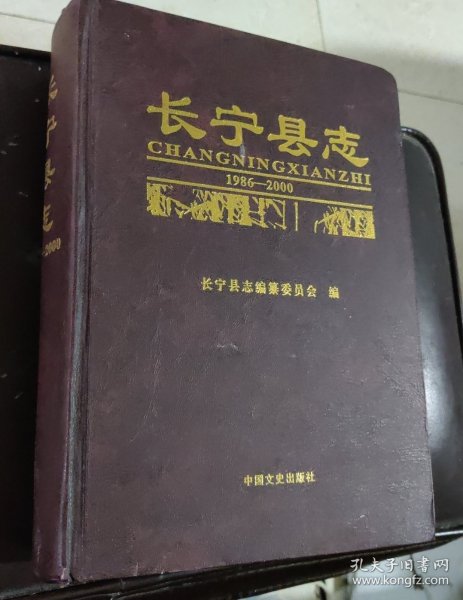 长宁县志
CHANGNINGXIANZHI
1986—2000
长宁县志编纂委员会 编
中国文史出版社
长宁县志
2000
孔夫子旧书网
www.kongfz.com